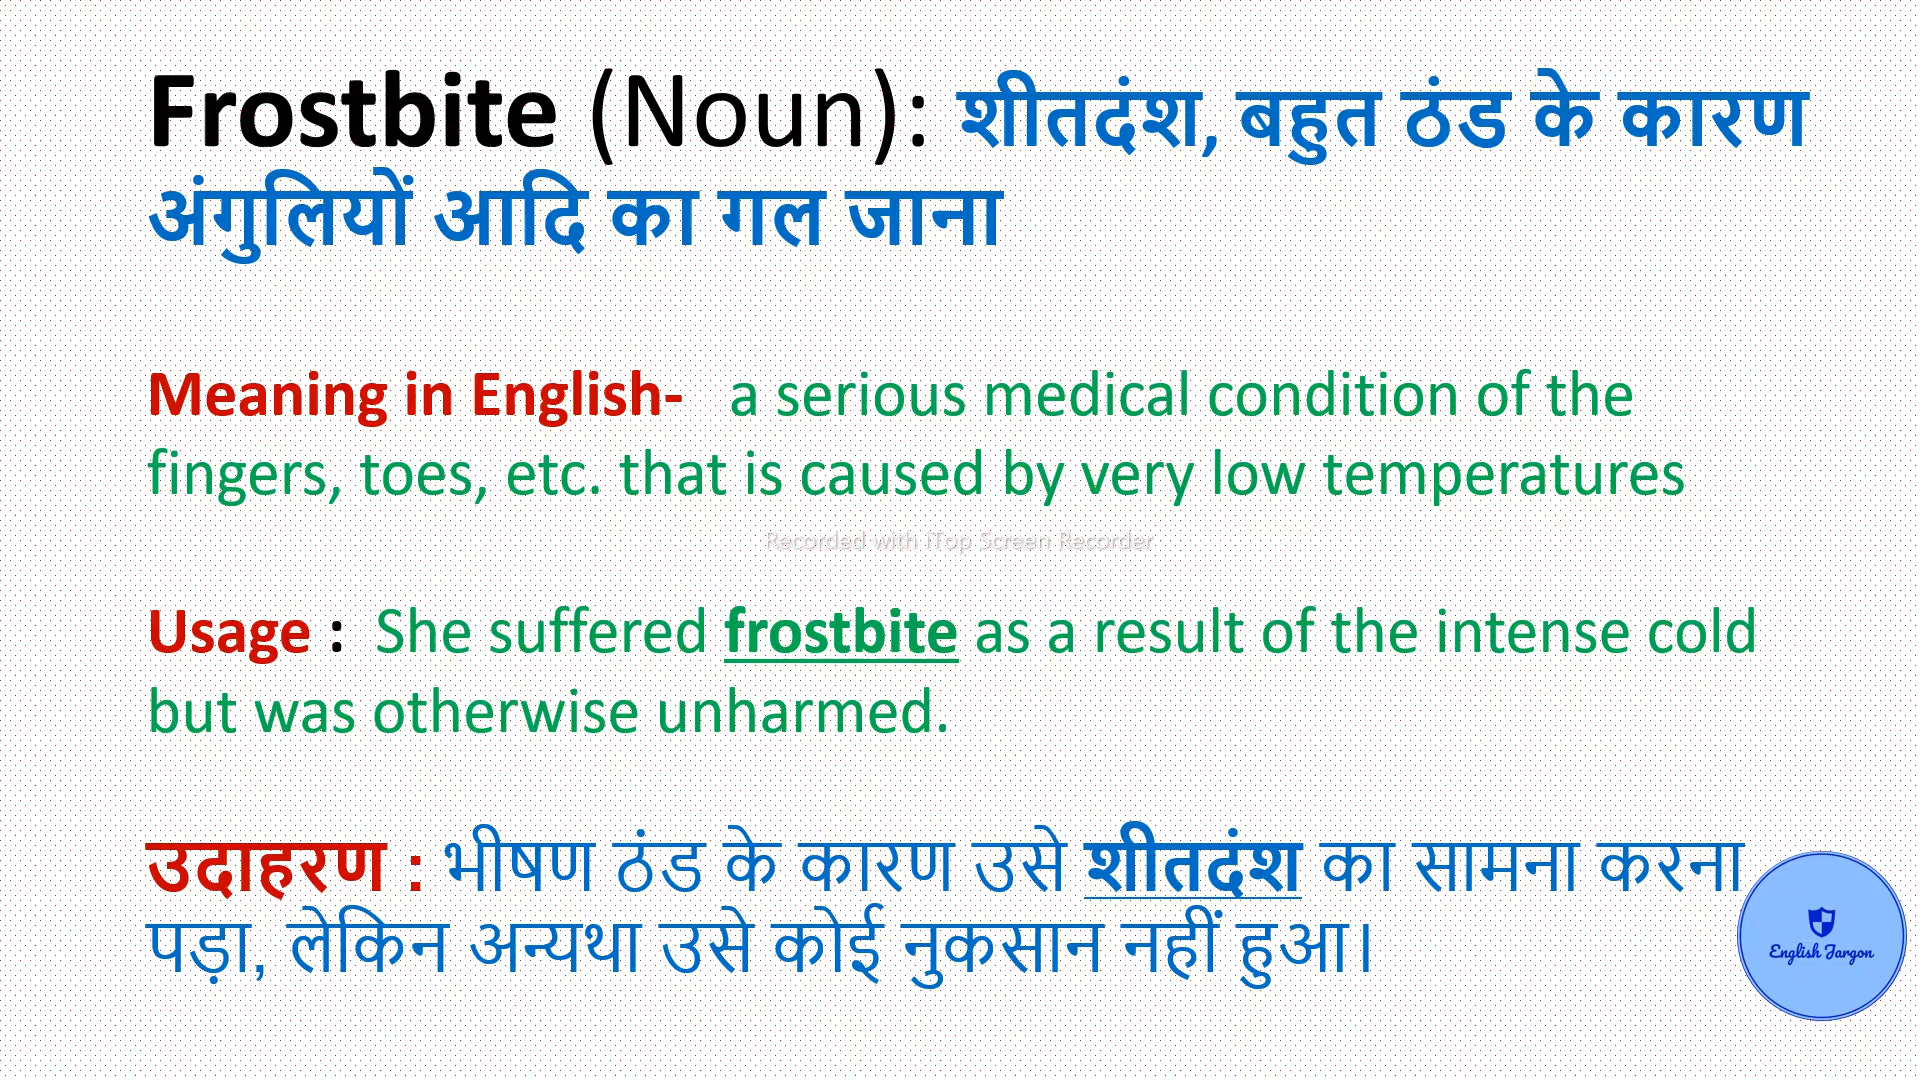 Frostbite (Noun): शीतदंश, बहुत ठंड के कारण
अंगुलियों आदि का गल जाना
Meaning in English- a serious medical condition of the
fingers, toes, etc. that is caused by very low temperatures
Recorded with iTop Screen Recorder
Usage : She suffered frostbite as a result of the intense cold
but was otherwise unharmed.
उदाहरण : भीषण ठंड के कारण उसे शीतदंश का सामना करना
पड़ा, लेकिन अन्यथा उसे कोई नुकसान नहीं हुआ।
English Jargon